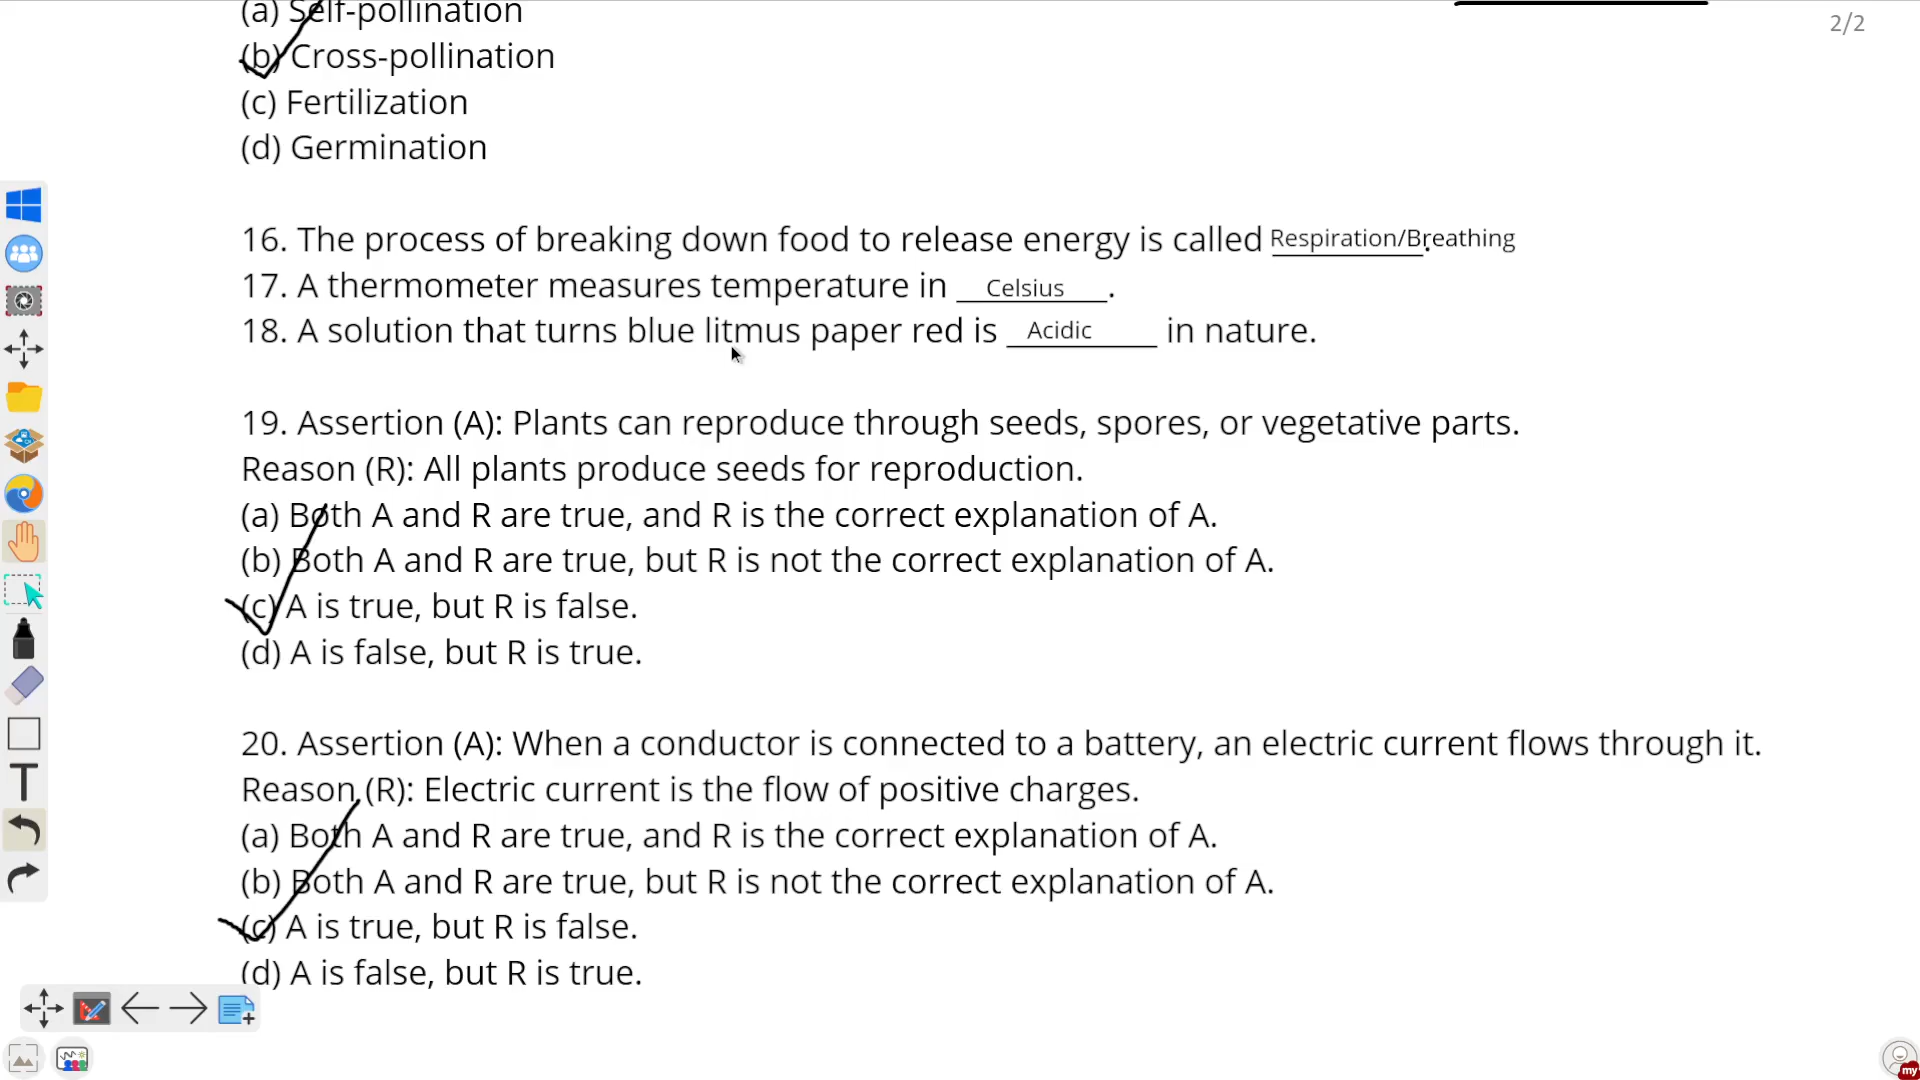 (a) Self-pollination
2/2
(b) Cross-pollination
(c) Fertilization
(d) Germination
16. The process of breaking down food to release energy is called Respiration/Breathing.
17. A thermometer measures temperature in Celsius.
18. A solution that turns blue litmus paper red is Acidic in nature.
19. Assertion (A): Plants can reproduce through seeds, spores, or vegetative parts.
Reason (R): All plants produce seeds for reproduction.
(a) Both A and R are true, and R is the correct explanation of A.
(b) Both A and R are true, but R is not the correct explanation of A.
(c) A is true, but R is false.
(d) A is false, but R is true.
20. Assertion (A): When a conductor is connected to a battery, an electric current flows through it.
Reason (R): Electric current is the flow of positive charges.
(a) Both A and R are true, and R is the correct explanation of A.
(b) Both A and R are true, but R is not the correct explanation of A.
(c) A is true, but R is false.
(d) A is false, but R is true.
my